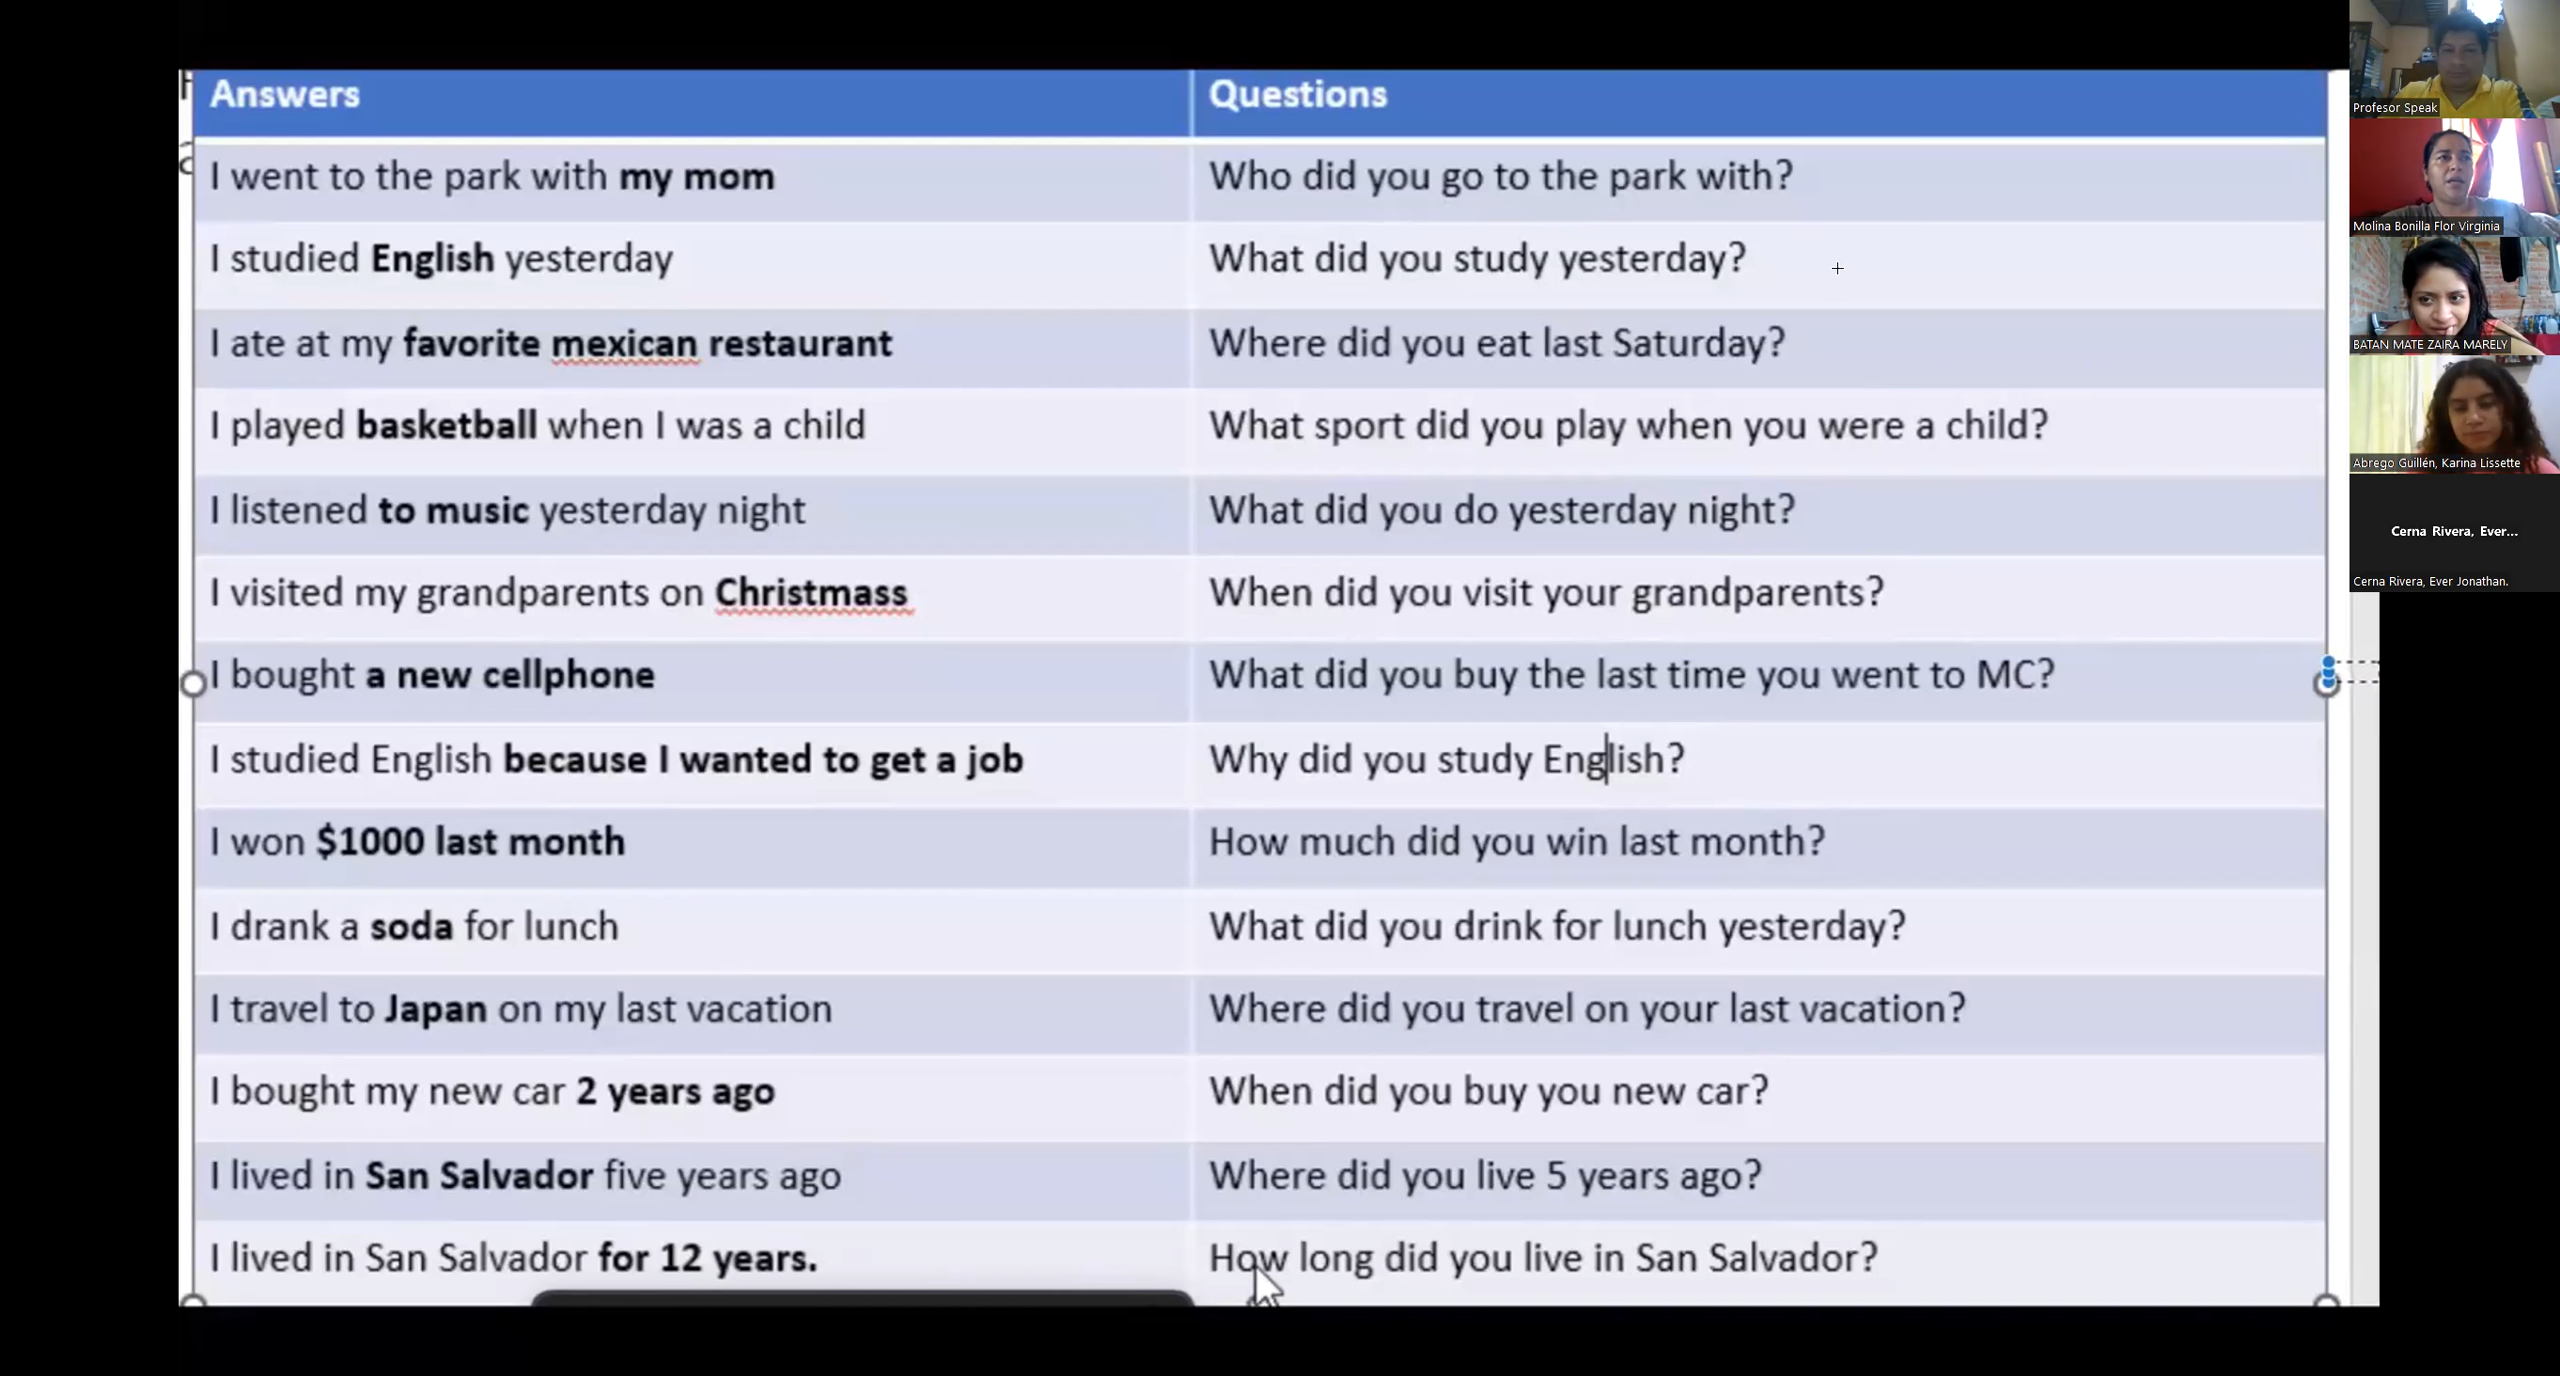 Answers Questions
I went to the park with my mom Who did you go to the park with?
I studied English yesterday What did you study yesterday?
I ate at my favorite mexican restaurant Where did you eat last Saturday?
I played basketball when I was a child What sport did you play when you were a child?
I listened to music yesterday night What did you do yesterday night?
I visited my grandparents on Christmass When did you visit your grandparents?
I bought a new cellphone What did you buy the last time you went to MC?
I studied English because I wanted to get a job Why did you study English?
I won $1000 last month How much did you win last month?
I drank a soda for lunch What did you drink for lunch yesterday?
I travel to Japan on my last vacation Where did you travel on your last vacation?
I bought my new car 2 years ago When did you buy you new car?
I lived in San Salvador five years ago Where did you live 5 years ago?
I lived in San Salvador for 12 years. How long did you live in San Salvador?
Profesor Speak
Molina Bonilla Flor Virginia
BATAN MATE ZAIRA MARELY
Abrego Guillén, Karina Lissette
Cerna Rivera, Ever...
Cerna Rivera, Ever Jonathan.